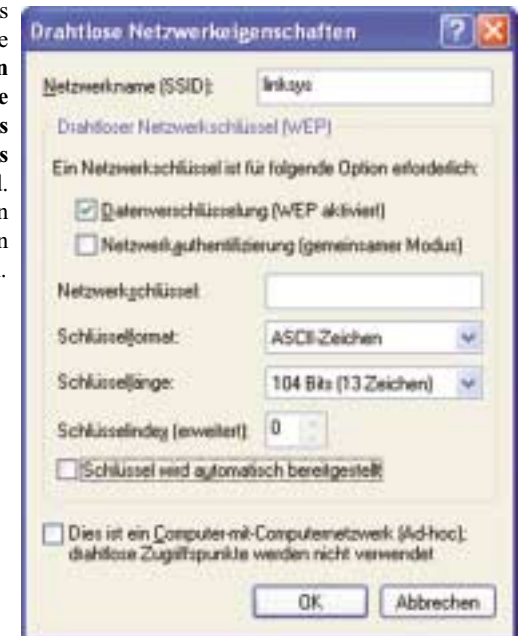 s
e
n
e
s
s
l.
n
n
.
Drahtlose Netzwerkeigenschaften
Netzwerkname (SSID): linksys
Drahtloser Netzwerkschlüssel (WEP)
Ein Netzwerkschlüssel ist für folgende Option erforderlich:
Datenverschlüsselung (WEP aktiviert)
Netzwerkauthentifizierung (gemeinsamer Modus)
Netzwerkschlüssel:
Schlüsselformat: ASCII-Zeichen
Schlüssellänge: 104 Bits (13 Zeichen)
Schlüsselindex (erweitert): 0
Schlüssel wird automatisch bereitgestellt
Dies ist ein Computer-mit-Computernetzwerk (Ad-hoc);
drahtlose Zugriffspunkte werden nicht verwendet
OK Abbrechen